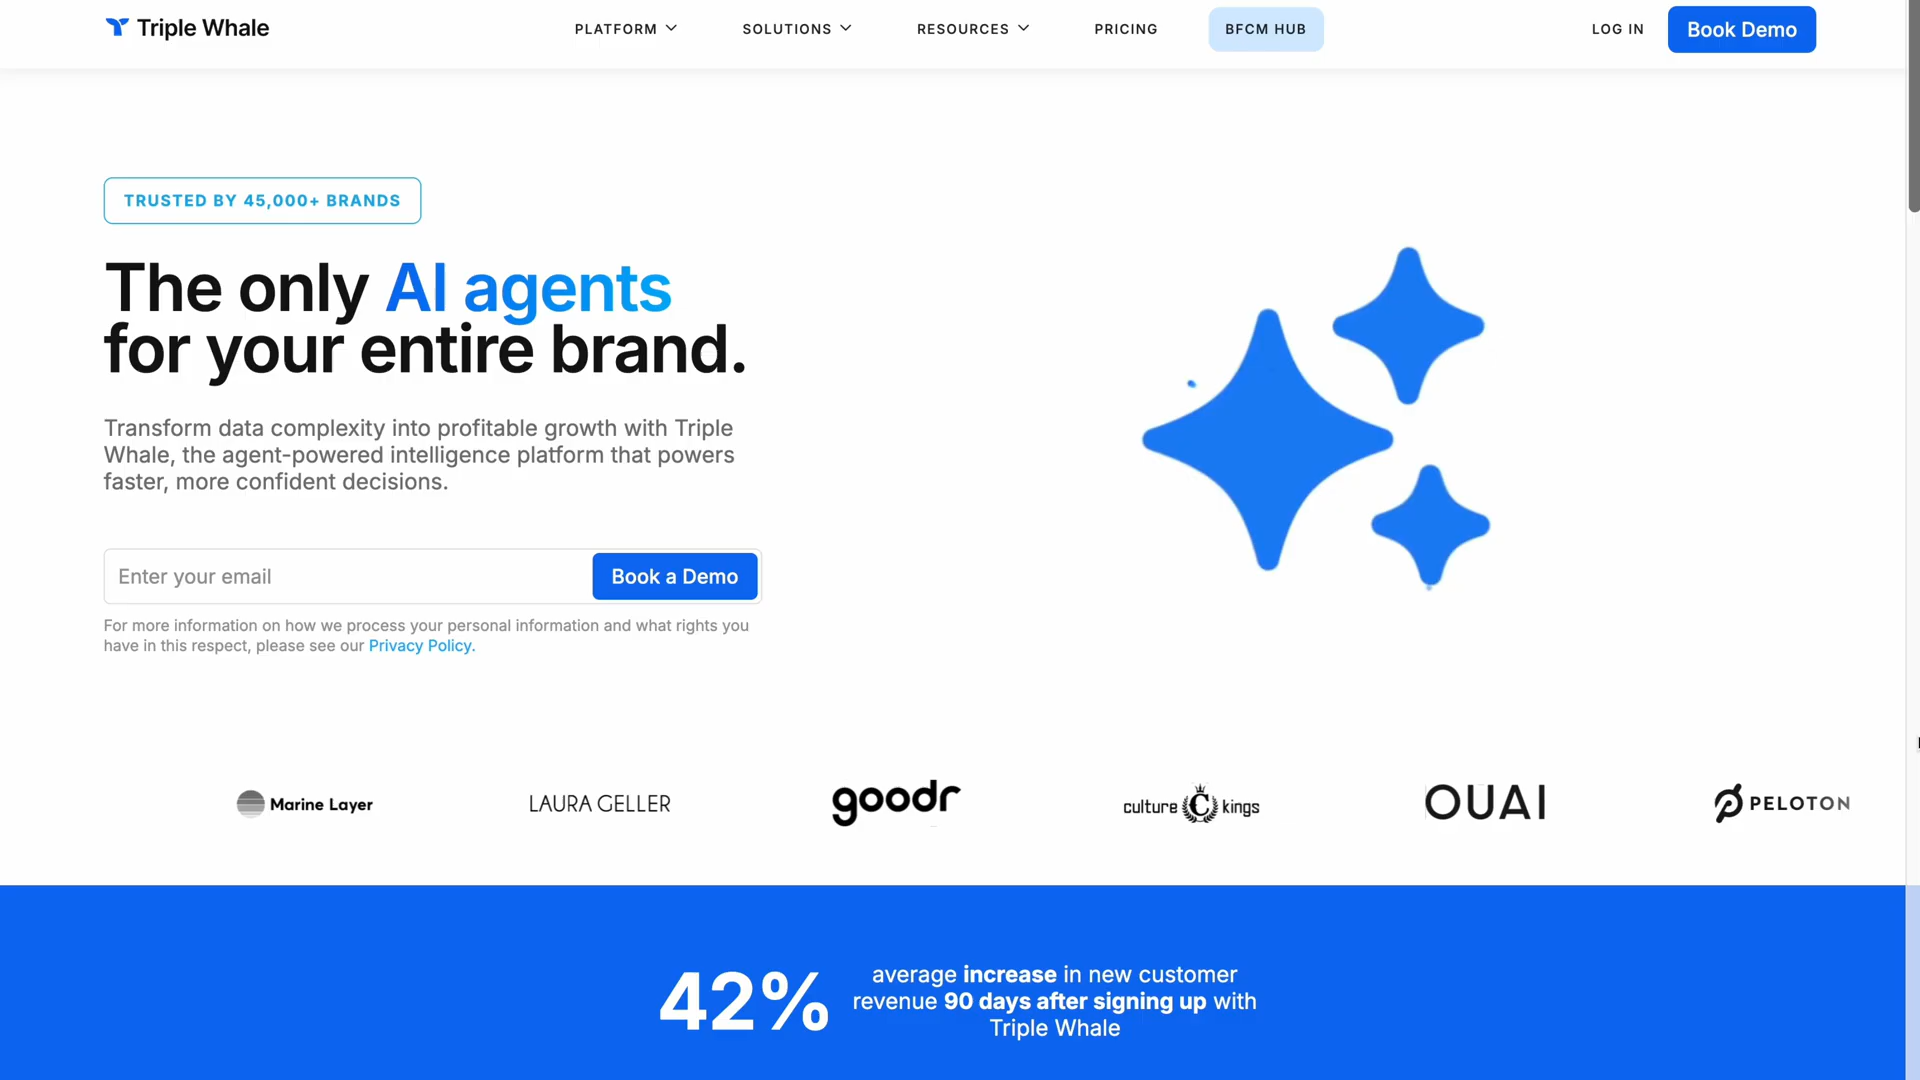 Triple Whale
PLATFORM
SOLUTIONS
RESOURCES
PRICING
BFCM HUB
LOG IN
Book Demo
TRUSTED BY 45,000+ BRANDS
The only AI agents
for your entire brand.
Transform data complexity into profitable growth with Triple
Whale, the agent-powered intelligence platform that powers
faster, more confident decisions.
Enter your email
Book a Demo
For more information on how we process your personal information and what rights you
have in this respect, please see our Privacy Policy.
Marine Layer
LAURA GELLER
goodr
culture C kings
OUAI
PELOTON
42%
average increase in new customer
revenue 90 days after signing up with
Triple Whale